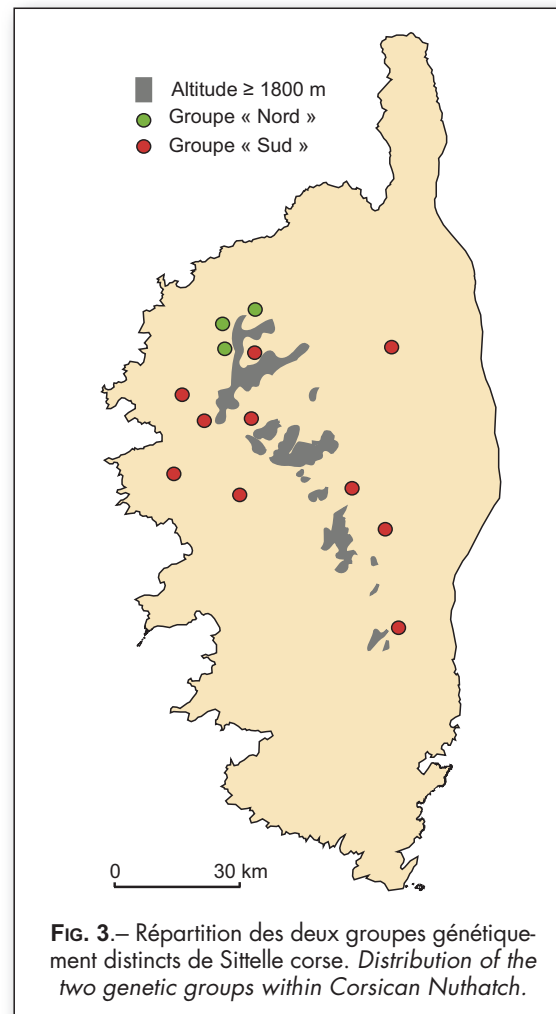 Altitude ≥ 1800 m
Groupe « Nord »
Groupe « Sud »
0 30 km
FIG. 3.– Répartition des deux groupes génétique-
ment distincts de Sittelle corse. Distribution of the
two genetic groups within Corsican Nuthatch.